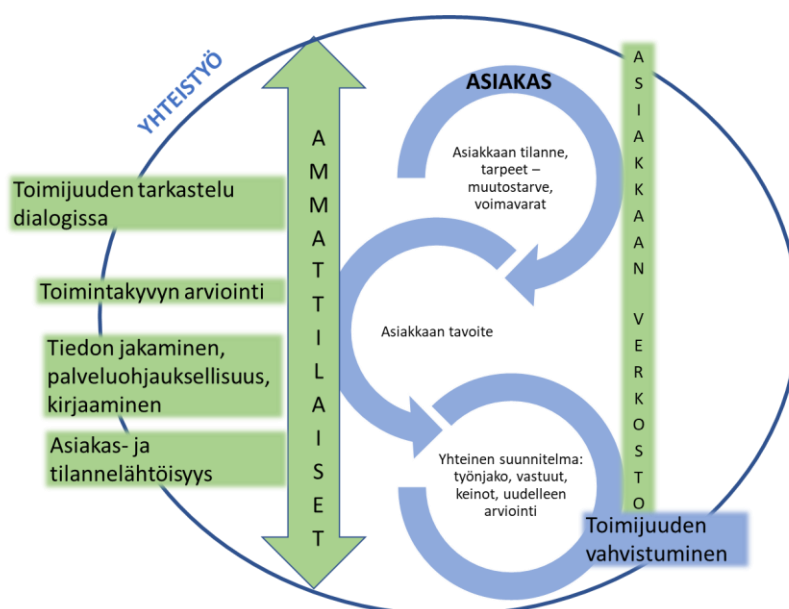 YHTEISTYÖ
Toimijuuden tarkastelu
dialogissa
Toimintakyvyn arviointi
Tiedon jakaminen,
palveluohjauksellisuus,
kirjaaminen
Asiakas- ja
tilannelähtöisyys
AMMATTILAISET
ASIAKAS
Asiakkaan tilanne,
tarpeet –
muutostarve,
voimavarat
Asiakkaan tavoite
Yhteinen suunnitelma:
työnjako, vastuut,
keinot, uudelleen
arviointi
ASIAKKAAN VERKOSTO
Toimijuuden
vahvistuminen